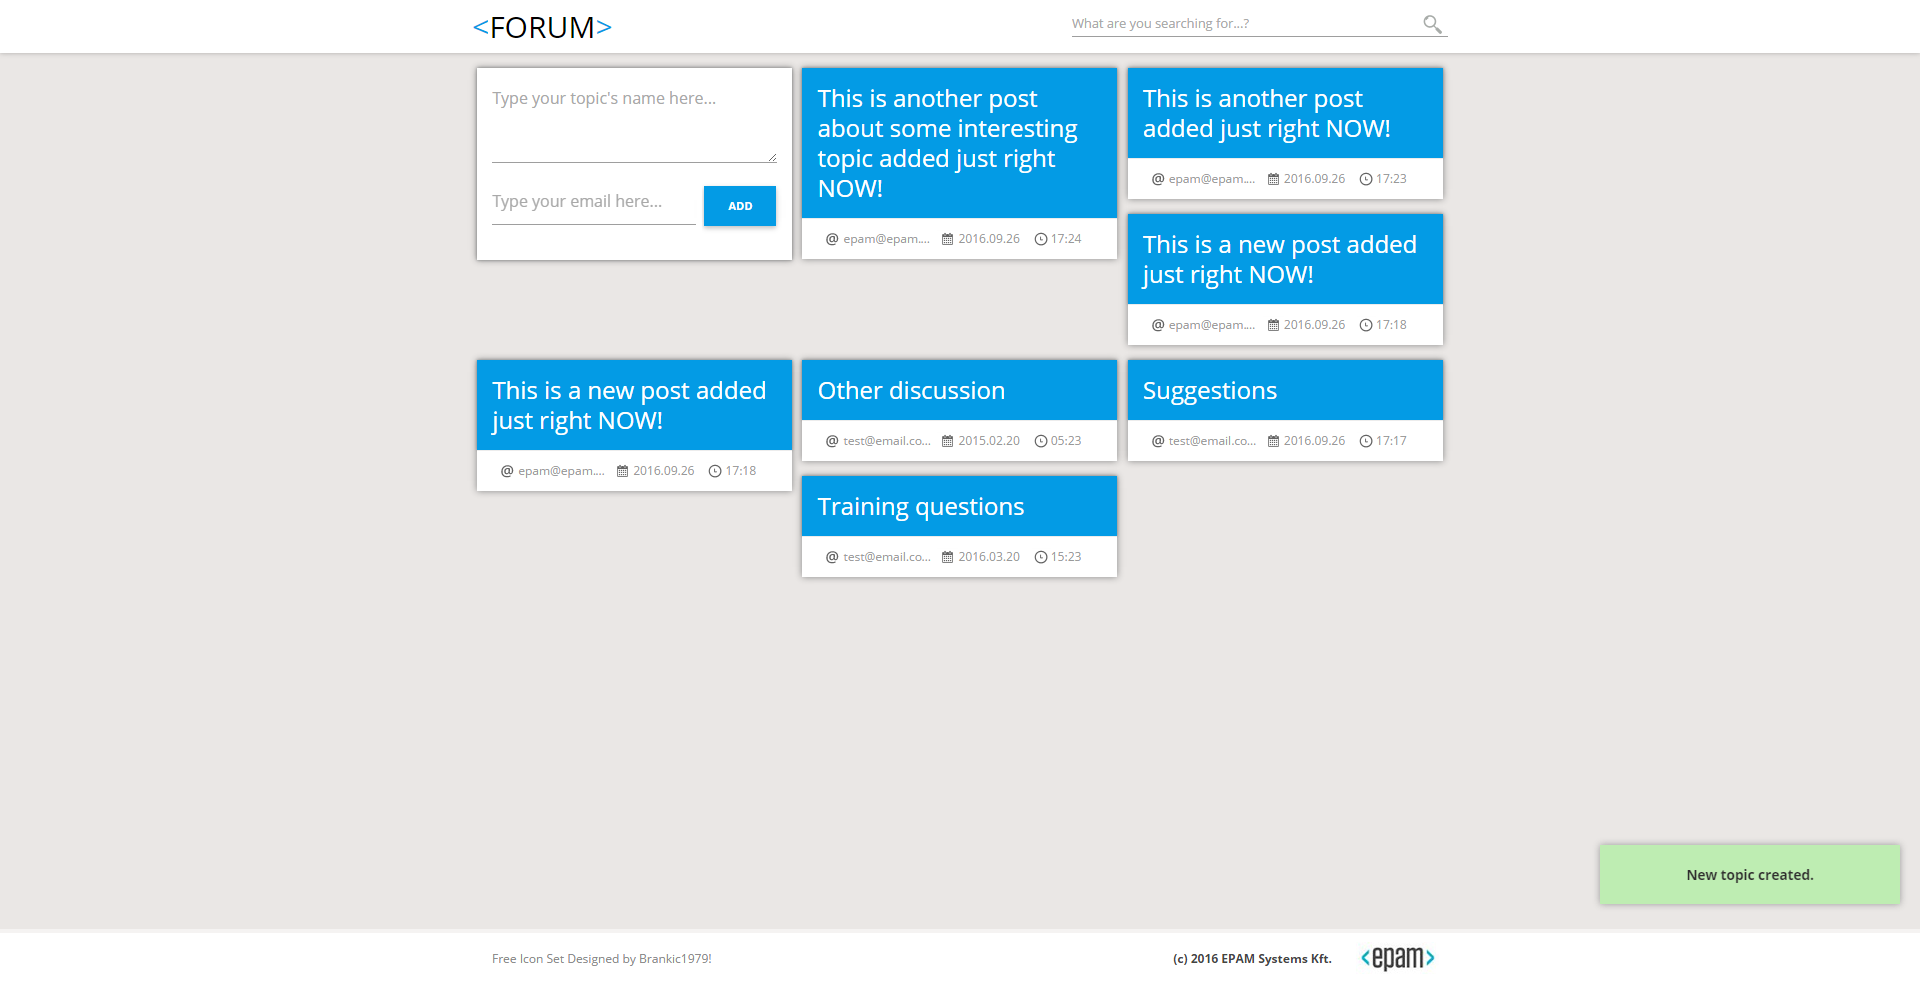 <FORUM>
What are you searching for...?
Type your topic's name here...
Type your email here...
ADD
This is another post
about some interesting
topic added just right
NOW!
@ epam@epam.... 2016.09.26 17:24
This is another post
added just right NOW!
@ epam@epam.... 2016.09.26 17:23
This is a new post added
just right NOW!
@ epam@epam.... 2016.09.26 17:18
This is a new post added
just right NOW!
@ epam@epam.... 2016.09.26 17:18
Other discussion
@ test@email.co... 2015.02.20 05:23
Suggestions
@ test@email.co... 2016.09.26 17:17
Training questions
@ test@email.co... 2016.03.20 15:23
New topic created.
Free Icon Set Designed by Brankic1979!
(c) 2016 EPAM Systems Kft.
<epam>